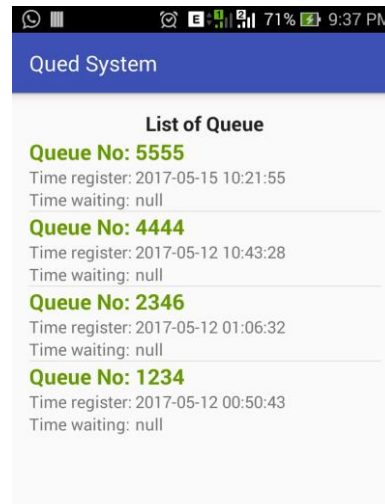 E 1 2 71% 9:37 PM
Qued System
List of Queue
Queue No: 5555
Time register: 2017-05-15 10:21:55
Time waiting: null
Queue No: 4444
Time register: 2017-05-12 10:43:28
Time waiting: null
Queue No: 2346
Time register: 2017-05-12 01:06:32
Time waiting: null
Queue No: 1234
Time register: 2017-05-12 00:50:43
Time waiting: null